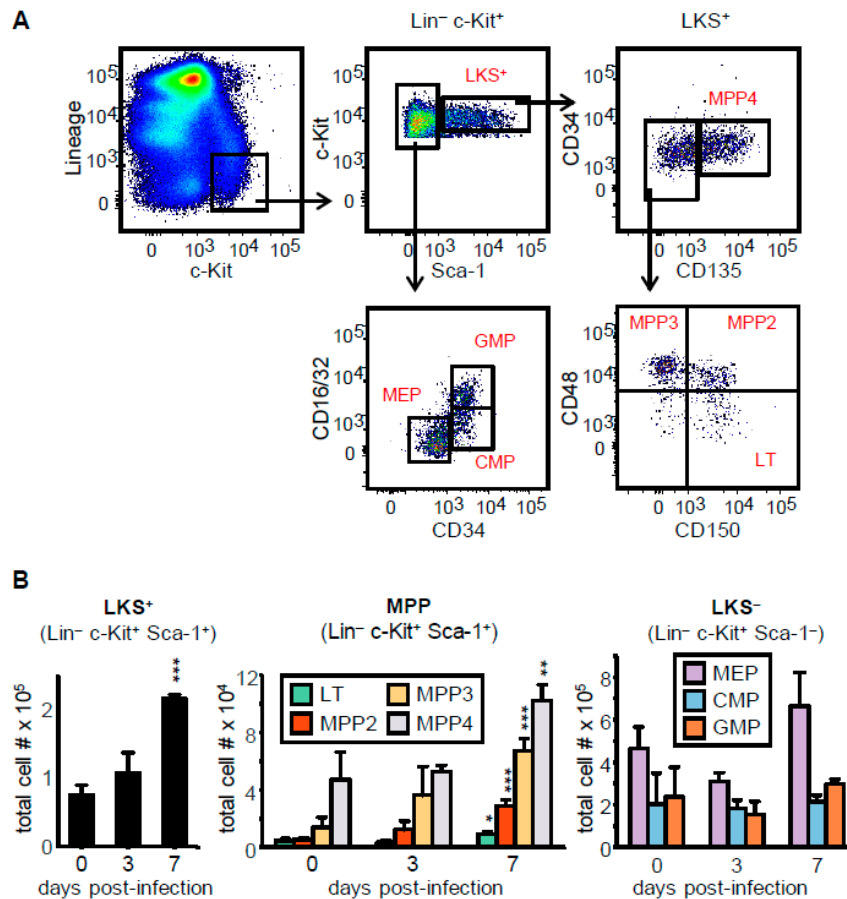 A
Lin⁻ c-Kit⁺
LKS⁺
10⁵
10⁴
10³
0
Lineage
0 10³ 10⁴ 10⁵
c-Kit
LKS⁺
10⁵
10⁴
10³
0
c-Kit
0 10³ 10⁴ 10⁵
Sca-1
MPP4
10⁵
10⁴
10³
0
CD34
0 10³ 10⁴ 10⁵
CD135
GMP
MEP
CMP
10⁵
10⁴
10³
0
CD16/32
0 10³ 10⁴ 10⁵
CD34
MPP3 MPP2
LT
10⁵
10⁴
10³
0
CD48
0 10³ 10⁴ 10⁵
CD150
B
LKS⁺
(Lin⁻ c-Kit⁺ Sca-1⁺)
total cell # x 10⁵
2
1
0
***
0 3 7
days post-infection
MPP
(Lin⁻ c-Kit⁺ Sca-1⁺)
total cell # x 10⁴
12
8
4
0
LT MPP3
MPP2 MPP4
* *** *** **
0 3 7
days post-infection
LKS⁻
(Lin⁻ c-Kit⁺ Sca-1⁻)
total cell # x 10⁵
8
6
4
2
0
MEP
CMP
GMP
0 3 7
days post-infection